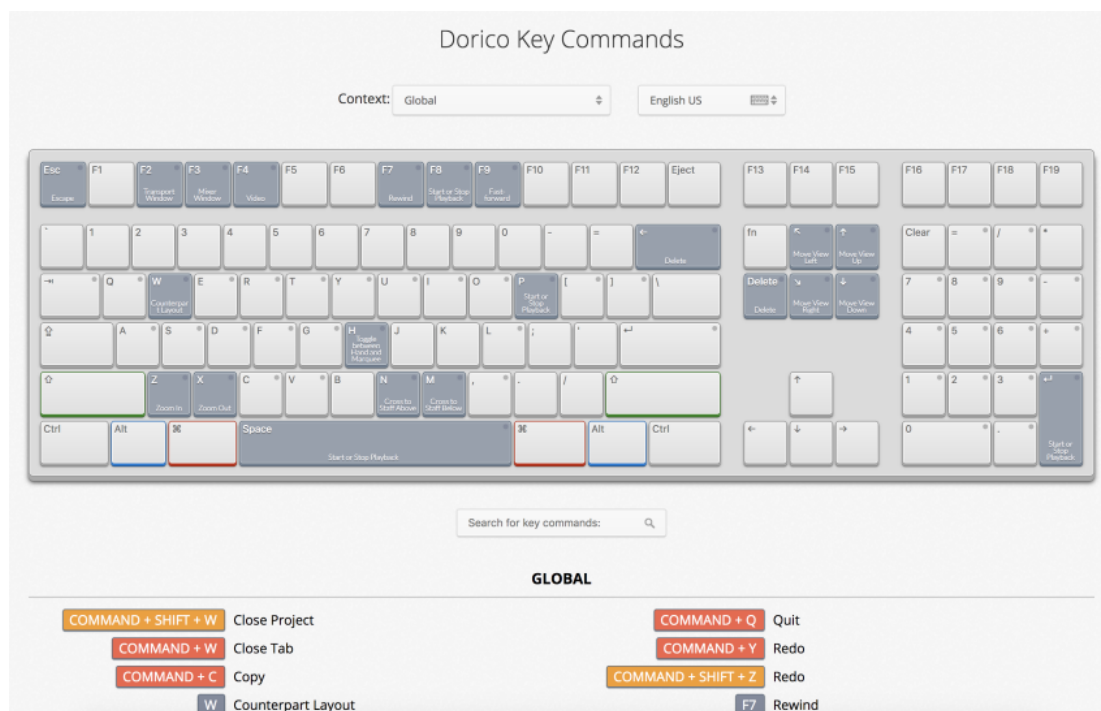 Dorico Key Commands
Context: Global English US
Esc F1 F2 F3 F4 F5 F6 F7 F8 F9 F10 F11 F12 Eject F13 F14 F15 F16 F17 F18 F19
Escape Transport Window Mixer Window Video Rewind Start or Stop Playback Fast forward
` 1 2 3 4 5 6 7 8 9 0 - = ← fn ↖ ↑ Clear = / *
Delete Move View Left Move View Up
⇥ Q W E R T Y U I O P [ ] \ Delete ↘ ↓ 7 8 9 -
Counterpart Layout Start or Stop Playback Delete Move View Right Move View Down
A S D F G H J K L ; ' ↵ 4 5 6 +
Toggle between Hand and Marquee
⇧ Z X C V B N M , . / ⇧ ↑ 1 2 3 ↵
Zoom In Zoom Out Cross to Staff Above Cross to Staff Below
Ctrl Alt ⌘ Space ⌘ Alt Ctrl ← ↓ → 0 .
Start or Stop Playback Start or Stop Playback
Search for key commands:
GLOBAL
COMMAND + SHIFT + W Close Project COMMAND + Q Quit
COMMAND + W Close Tab COMMAND + Y Redo
COMMAND + C Copy COMMAND + SHIFT + Z Redo
W Counterpart Layout F7 Rewind